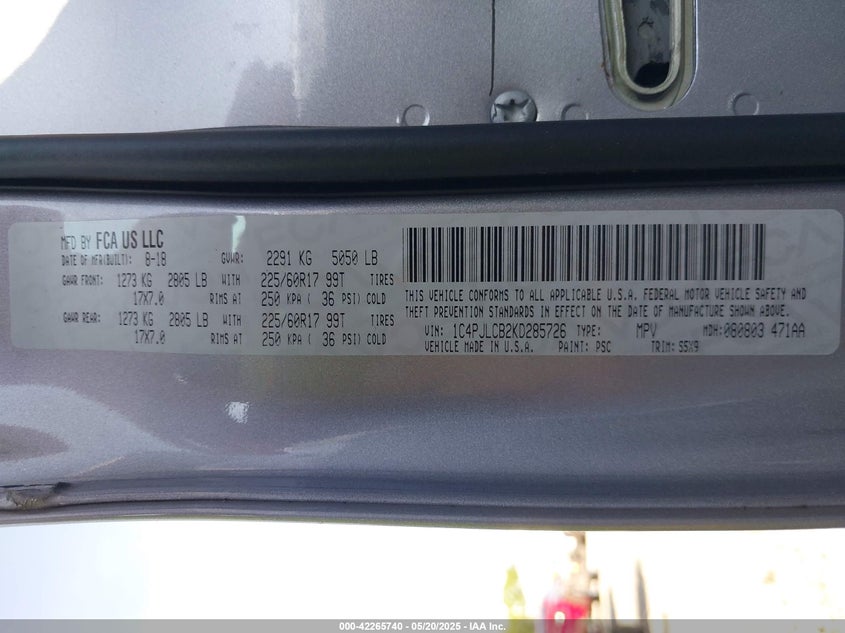 MFD BY FCA US LLC
DATE OF MFR(BUILT): 8-18 GVWR: 2291 KG 5050 LB
GAWR FRONT: 1273 KG 2805 LB WITH 225/60R17 99T TIRES
17X7.0 RIMS AT 250 KPA ( 36 PSI) COLD
GAWR REAR: 1273 KG 2805 LB WITH 225/60R17 99T TIRES
17X7.0 RIMS AT 250 KPA ( 36 PSI) COLD
THIS VEHICLE CONFORMS TO ALL APPLICABLE U.S.A. FEDERAL MOTOR VEHICLE SAFETY AND
THEFT PREVENTION STANDARDS IN EFFECT ON THE DATE OF MANUFACTURE SHOWN ABOVE.
VIN: 1C4PJLCB2KD285726 TYPE: MPV MDH: 080803 471AA
VEHICLE MADE IN U.S.A. PAINT: PSC TRIM: S5X9
000-42265740 - 05/20/2025 - IAA Inc.